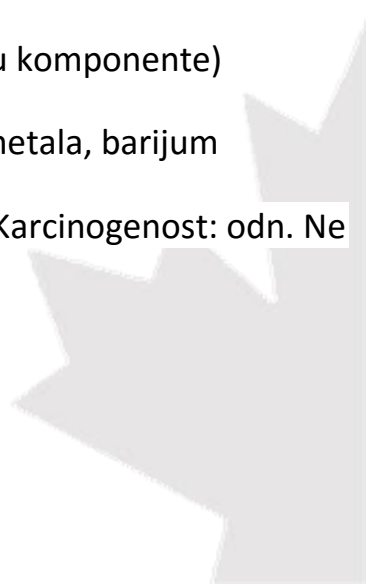 u komponente)
metala, barijum
Karcinogenost: odn. Ne